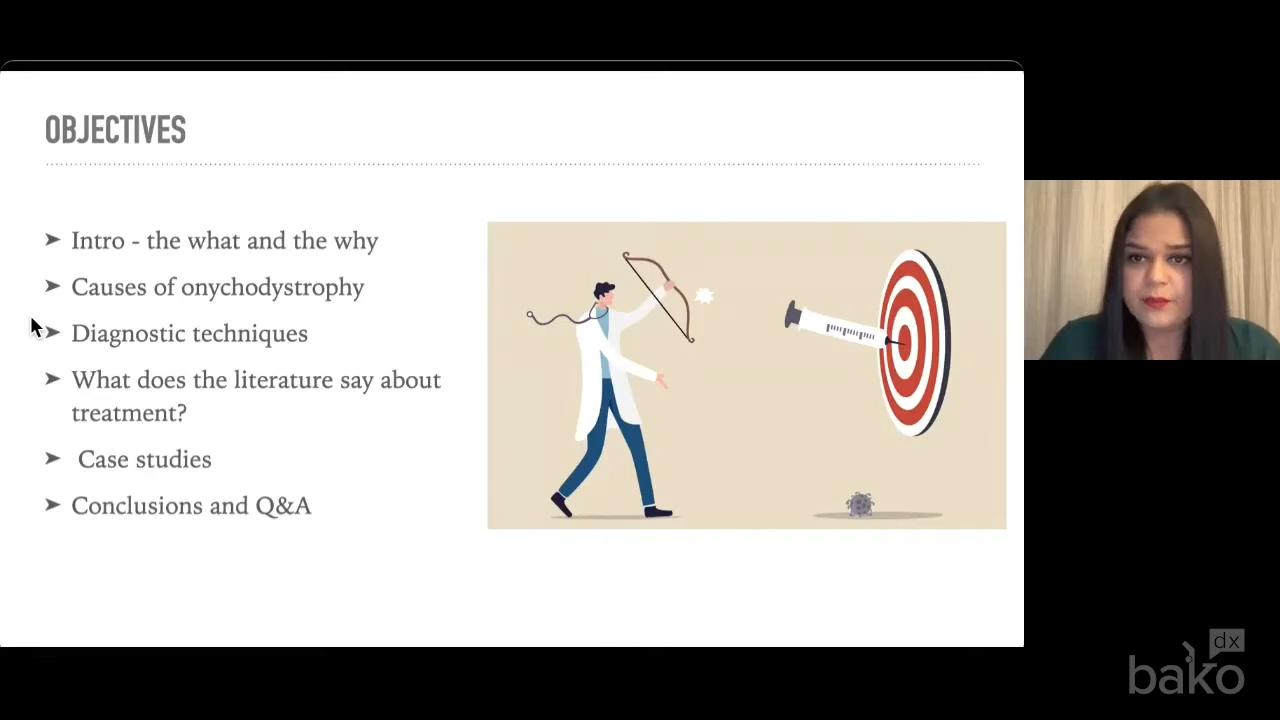 OBJECTIVES
➤ Intro - the what and the why
➤ Causes of onychodystrophy
➤ Diagnostic techniques
➤ What does the literature say about
treatment?
➤ Case studies
➤ Conclusions and Q&A
dx
bako